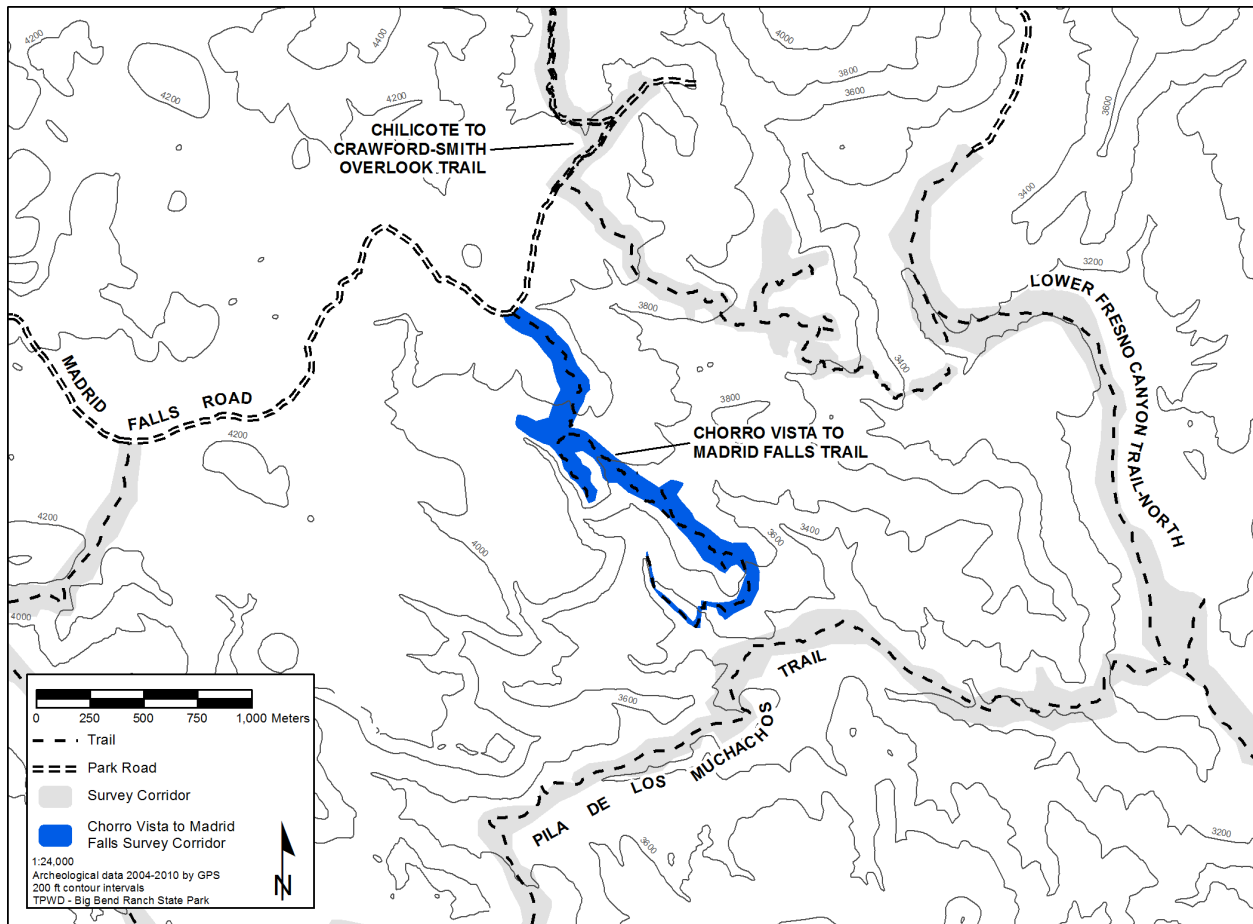 4200
4400
4000
4200
4200
3800
3600
3600
3400
CHILICOTE TO
CRAWFORD-SMITH
OVERLOOK TRAIL
3200
LOWER FRESNO CANYON TRAIL-NORTH
3800
3400
MADRID FALLS ROAD
3800
4200
CHORRO VISTA TO
MADRID FALLS TRAIL
4200
4000
3400
3600
4000
PILA DE LOS MUCHACHOS TRAIL
3600
3600
3200
0 250 500 750 1,000 Meters
Trail
Park Road
Survey Corridor
Chorro Vista to Madrid
Falls Survey Corridor
1:24,000
Archeological data 2004-2010 by GPS
200 ft contour intervals
TPWD - Big Bend Ranch State Park
N